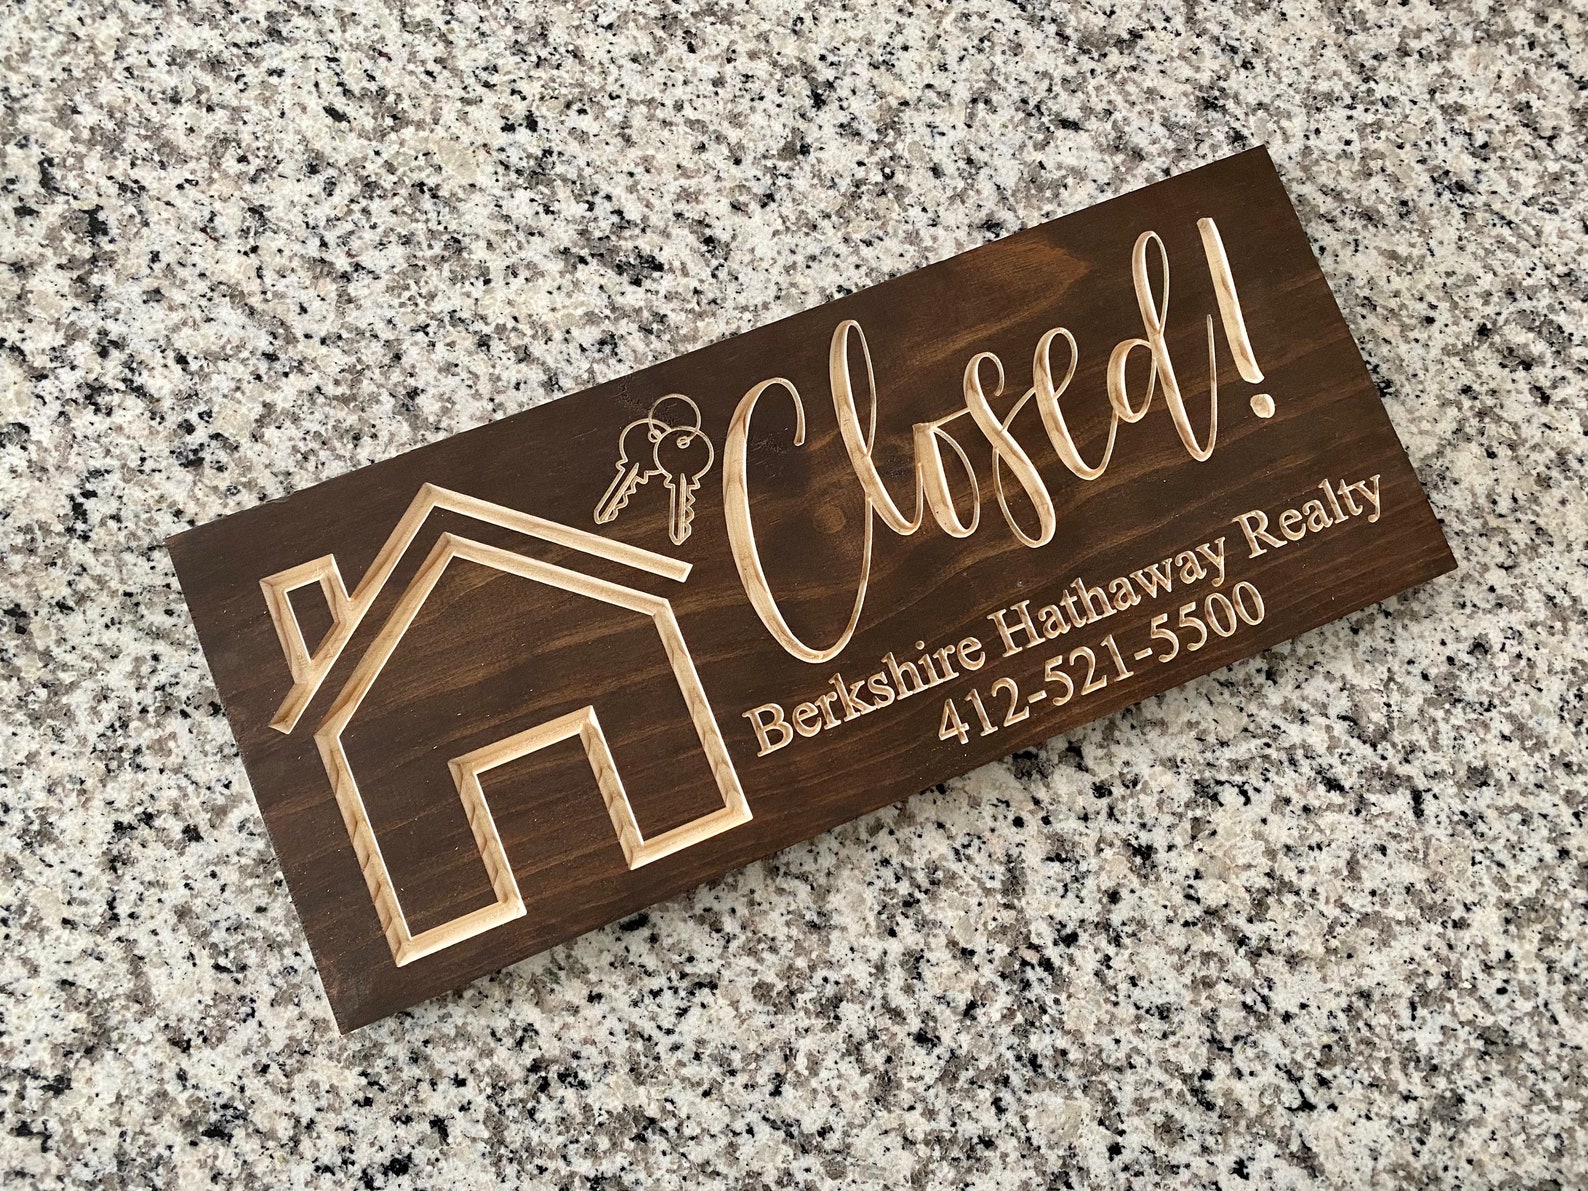 Closed!
Berkshire Hathaway Realty
412-521-5500